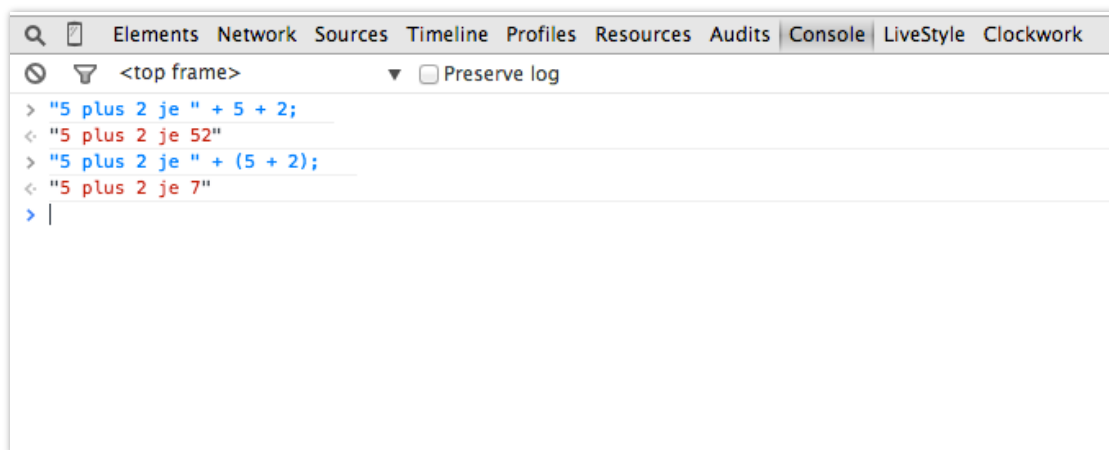 Elements Network Sources Timeline Profiles Resources Audits Console LiveStyle Clockwork
<top frame> ▼ Preserve log
> "5 plus 2 je " + 5 + 2;
"5 plus 2 je 52"
> "5 plus 2 je " + (5 + 2);
"5 plus 2 je 7"
>